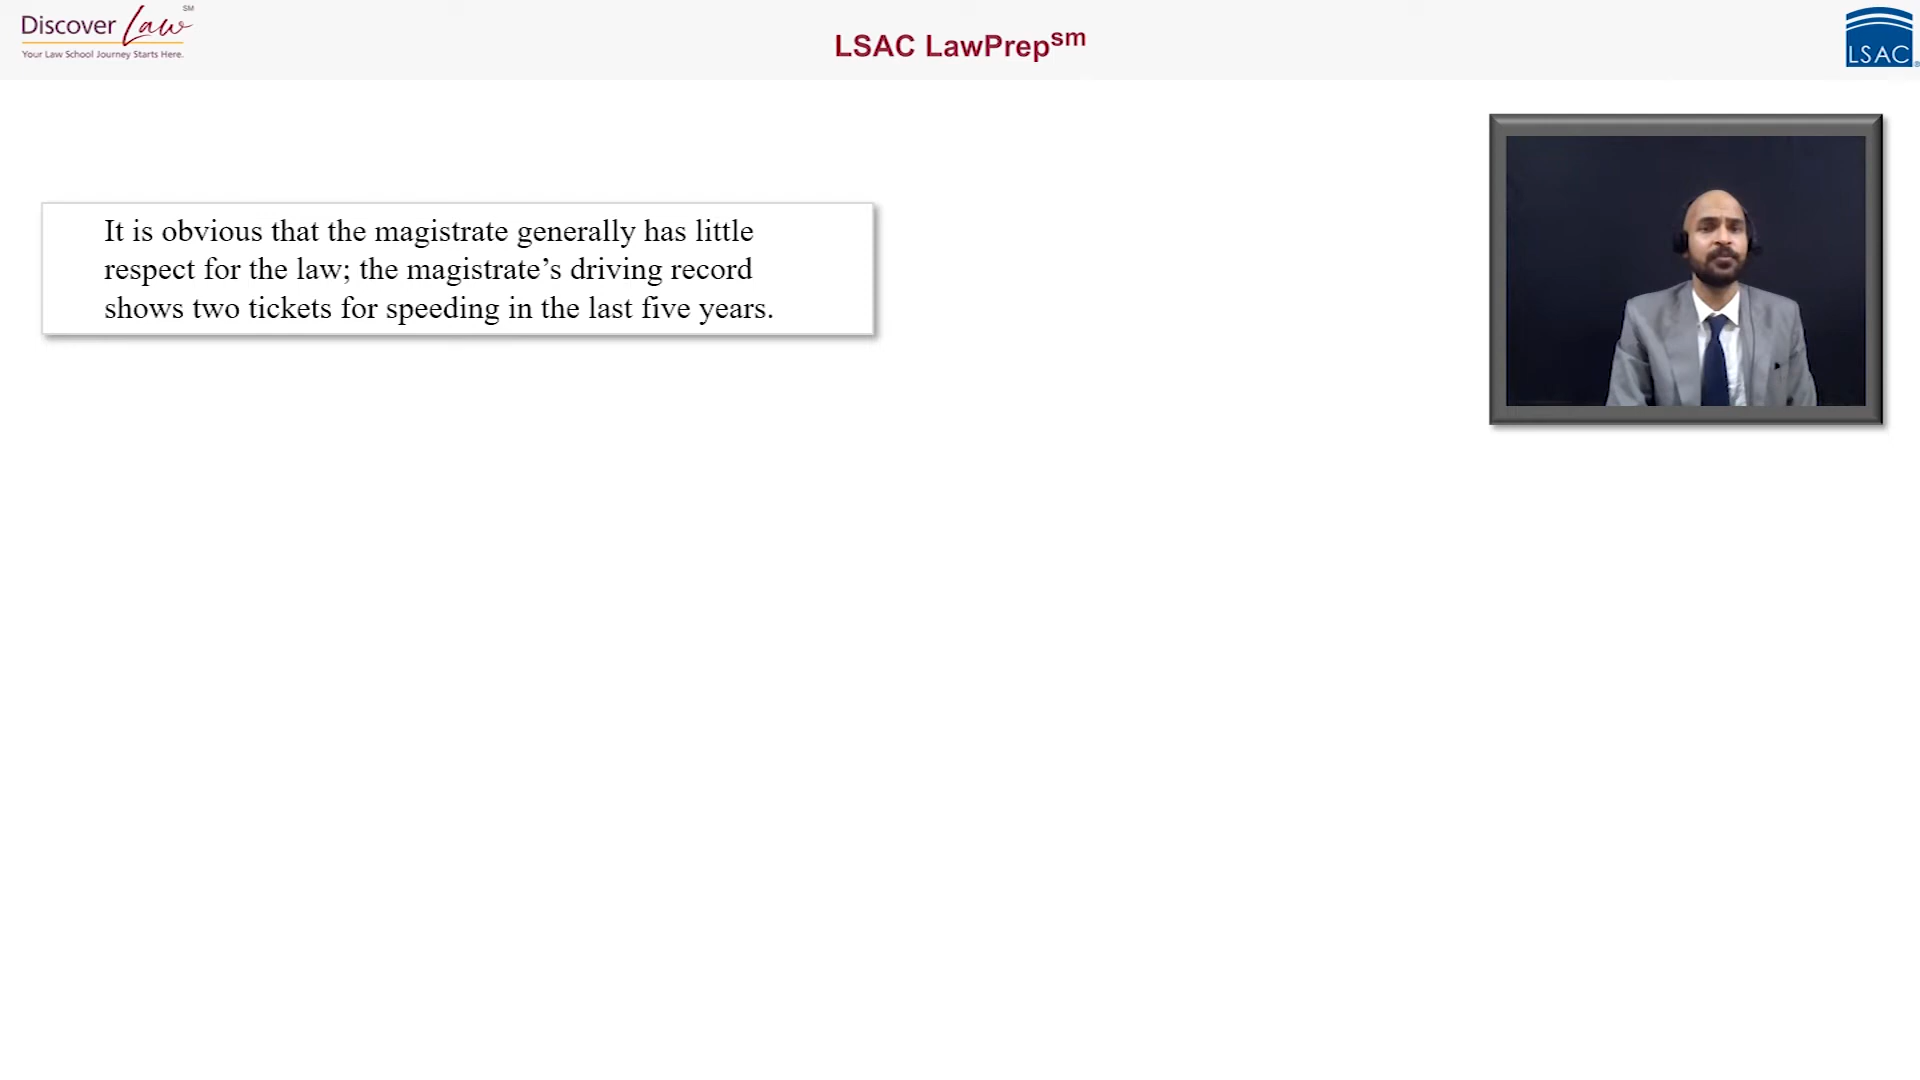 Discover Law SM
Your Law School Journey Starts Here.
LSAC LawPrepsm
LSAC®
It is obvious that the magistrate generally has little
respect for the law; the magistrate’s driving record
shows two tickets for speeding in the last five years.